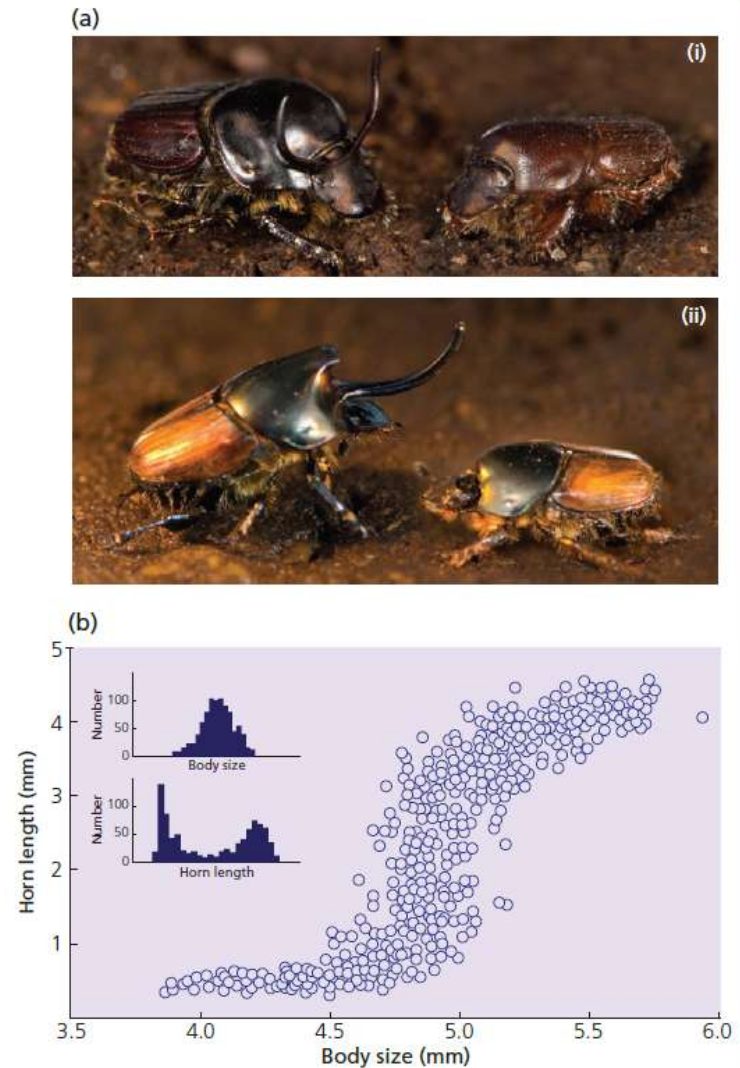 (a)
(i)
(ii)
(b)
5
4
3
2
1
Horn length (mm)
Number
100
50
0
Body size
Number
100
50
0
Horn length
3.5
4.0
4.5
5.0
5.5
6.0
Body size (mm)